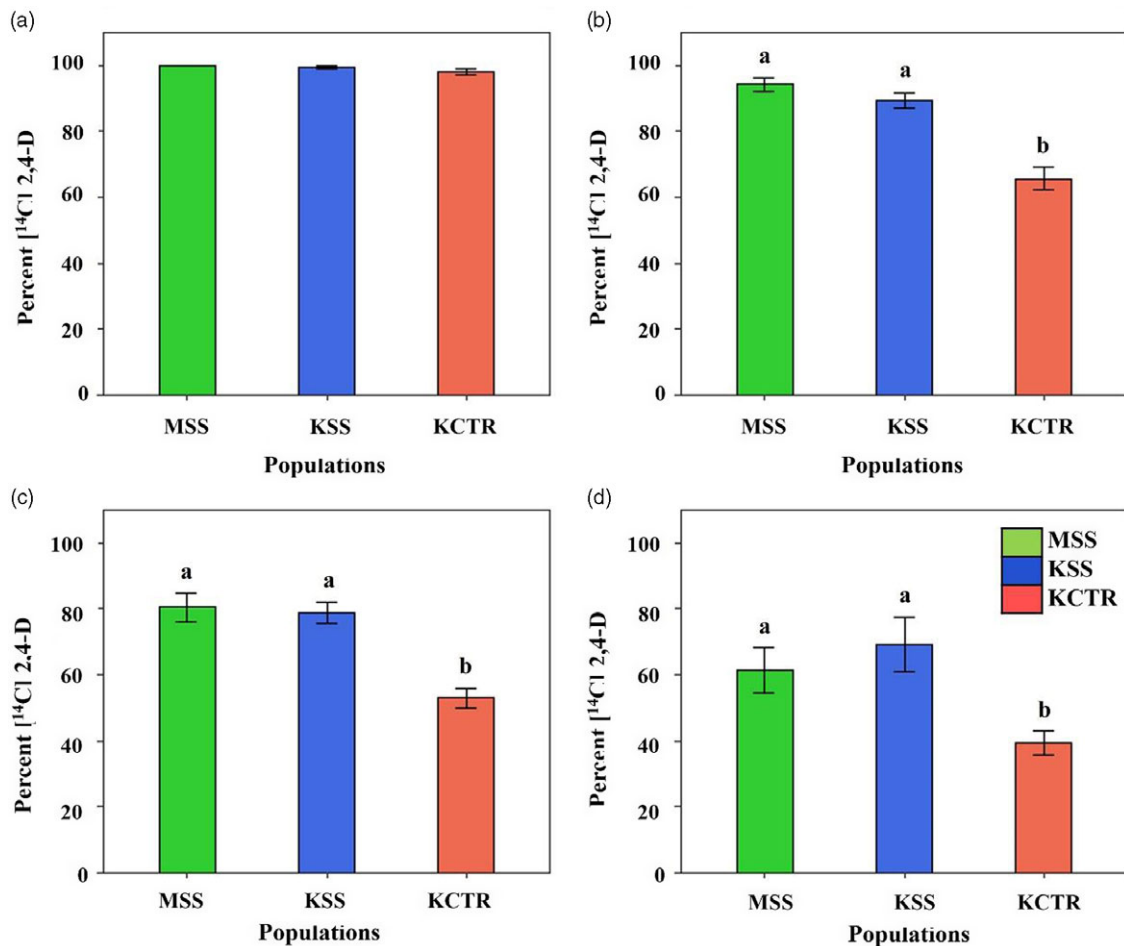 (a)
100
80
60
40
20
0
Percent [¹⁴C] 2,4-D
MSS KSS KCTR
Populations
(b)
100
80
60
40
20
0
Percent [¹⁴C] 2,4-D
a a b
MSS KSS KCTR
Populations
(c)
100
80
60
40
20
0
Percent [¹⁴C] 2,4-D
a a b
MSS KSS KCTR
Populations
(d)
100
80
60
40
20
0
Percent [¹⁴C] 2,4-D
MSS
KSS
KCTR
a a b
MSS KSS KCTR
Populations